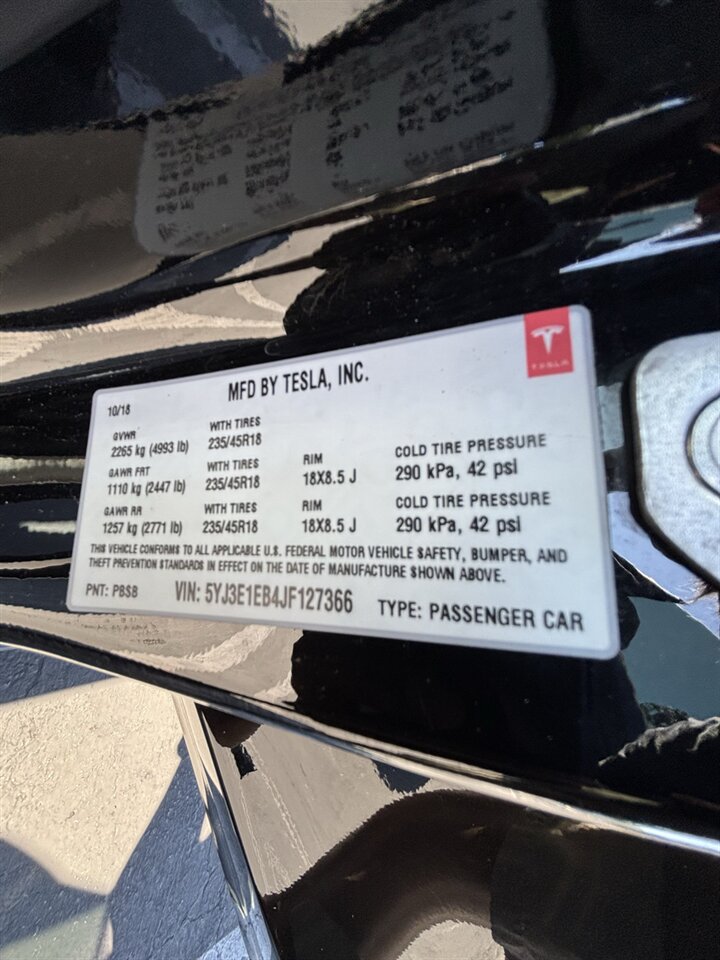 TESLA
MFD BY TESLA, INC.
10/18
GVWR WITH TIRES
2265 kg (4993 lb) 235/45R18
GAWR FRT WITH TIRES RIM COLD TIRE PRESSURE
1110 kg (2447 lb) 235/45R18 18X8.5 J 290 kPa, 42 psi
GAWR RR WITH TIRES RIM COLD TIRE PRESSURE
1257 kg (2771 lb) 235/45R18 18X8.5 J 290 kPa, 42 psi
THIS VEHICLE CONFORMS TO ALL APPLICABLE U.S. FEDERAL MOTOR VEHICLE SAFETY, BUMPER, AND
THEFT PREVENTION STANDARDS IN EFFECT ON THE DATE OF MANUFACTURE SHOWN ABOVE.
PNT: PBSB VIN: 5YJ3E1EB4JF127366 TYPE: PASSENGER CAR